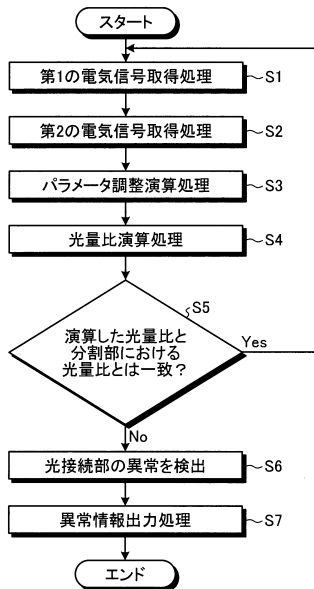 スタート
第1の電気信号取得処理 S1
第2の電気信号取得処理 S2
パラメータ調整演算処理 S3
光量比演算処理 S4
S5
演算した光量比と
分割部における
光量比とは一致?
Yes
No
光接続部の異常を検出 S6
異常情報出力処理 S7
エンド